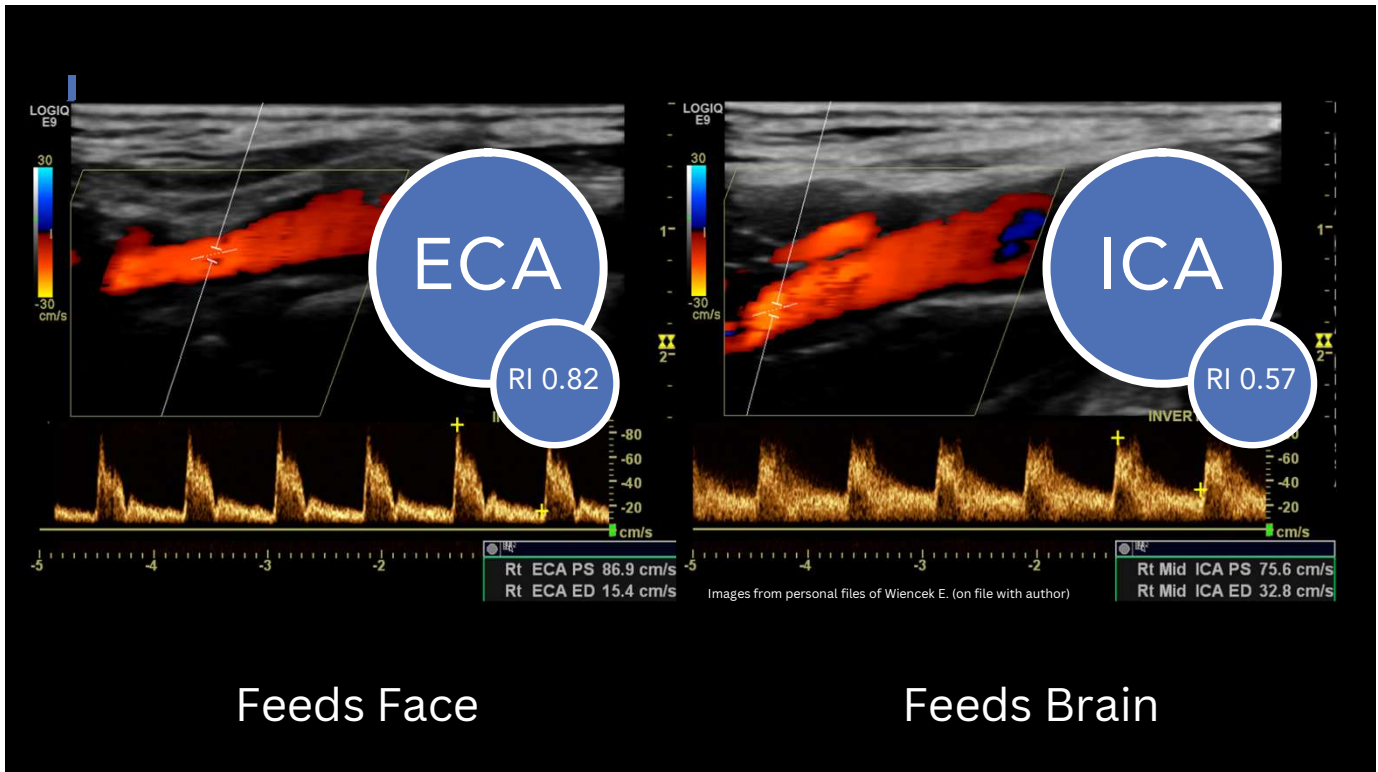 LOGIQ
E9
30
-30
cm/s
ECA
RI 0.82
1-
2-
-80
-60
-40
-20
cm/s
-5
-4
-3
-2
Rt ECA PS 86.9 cm/s
Rt ECA ED 15.4 cm/s
Feeds Face
LOGIQ
E9
30
-30
cm/s
ICA
RI 0.57
1-
2-
INVER
-60
-40
-20
cm/s
-5
-4
-3
-2
Rt Mid ICA PS 75.6 cm/s
Rt Mid ICA ED 32.8 cm/s
Images from personal files of Wiencek E. (on file with author)
Feeds Brain